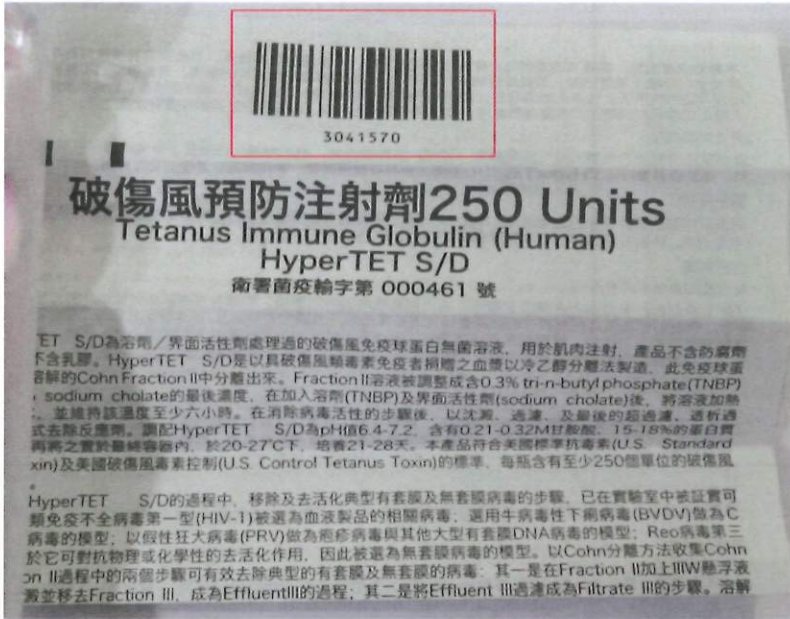 3041570
破傷風預防注射劑250 Units
Tetanus Immune Globulin (Human)
HyperTET S/D
衛署菌疫輸字第 000461 號
ET S/D為溶劑／界面活性劑處理過的破傷風免疫球蛋白無菌溶液，用於肌肉注射，產品不含防腐劑
不含乳膠。HyperTET S/D是以具破傷風類毒素免疫者捐贈之血漿以冷乙醇分離法製造，此免疫球蛋
溶解的Cohn Fraction II中分離出來。Fraction II溶液被調整成含0.3% tri-n-butyl phosphate(TNBP)
，sodium cholate的最後濃度，在加入溶劑(TNBP)及界面活性劑(sodium cholate)後，將溶液加熱
，並維持該溫度至少六小時。在消除病毒活性的步驟後，以沈澱、過濾、及最後的超過濾、透析過
式去除反應劑。調配HyperTET S/D為pH值6.4-7.2，含有0.21-0.32M甘胺酸、15-18%的蛋白質
再將之置於最終容器內，於20-27°C下，培養21-28天。本產品符合美國標準抗毒素(U.S. Standard
xin)及美國破傷風毒素控制(U.S. Control Tetanus Toxin)的標準，每瓶含有至少250個單位的破傷風
。
HyperTET S/D的過程中，移除及去活化典型有套膜及無套膜病毒的步驟，已在實驗室中被証實可
類免疫不全病毒第一型(HIV-1)被選為血液製品的相關病毒；選用牛病毒性下痢病毒(BVDV)做為C
病毒的模型；以假性狂犬病毒(PRV)做為疱疹病毒與其他大型有套膜DNA病毒的模型；Reo病毒第三
於它可對抗物理或化學性的去活化作用，因此被選為無套膜病毒的模型。以Cohn分離方法收集Cohn
on II過程中的兩個步驟可有效去除典型的有套膜及無套膜的病毒：其一是在Fraction II加上IIIW懸浮液
澱並移去Fraction III，成為EffluentIII的過程；其二是將Effluent III過濾成為Filtrate III的步驟。溶解